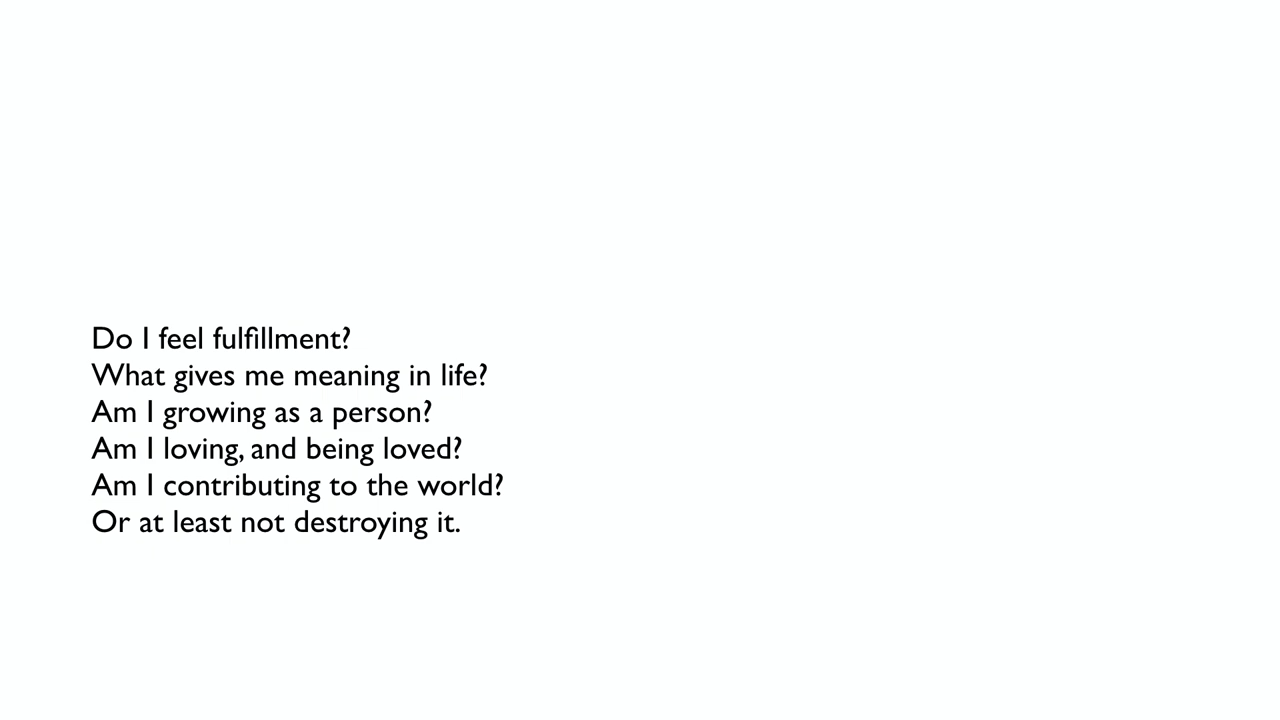 Do I feel fulfillment?
What gives me meaning in life?
Am I growing as a person?
Am I loving, and being loved?
Am I contributing to the world?
Or at least not destroying it.